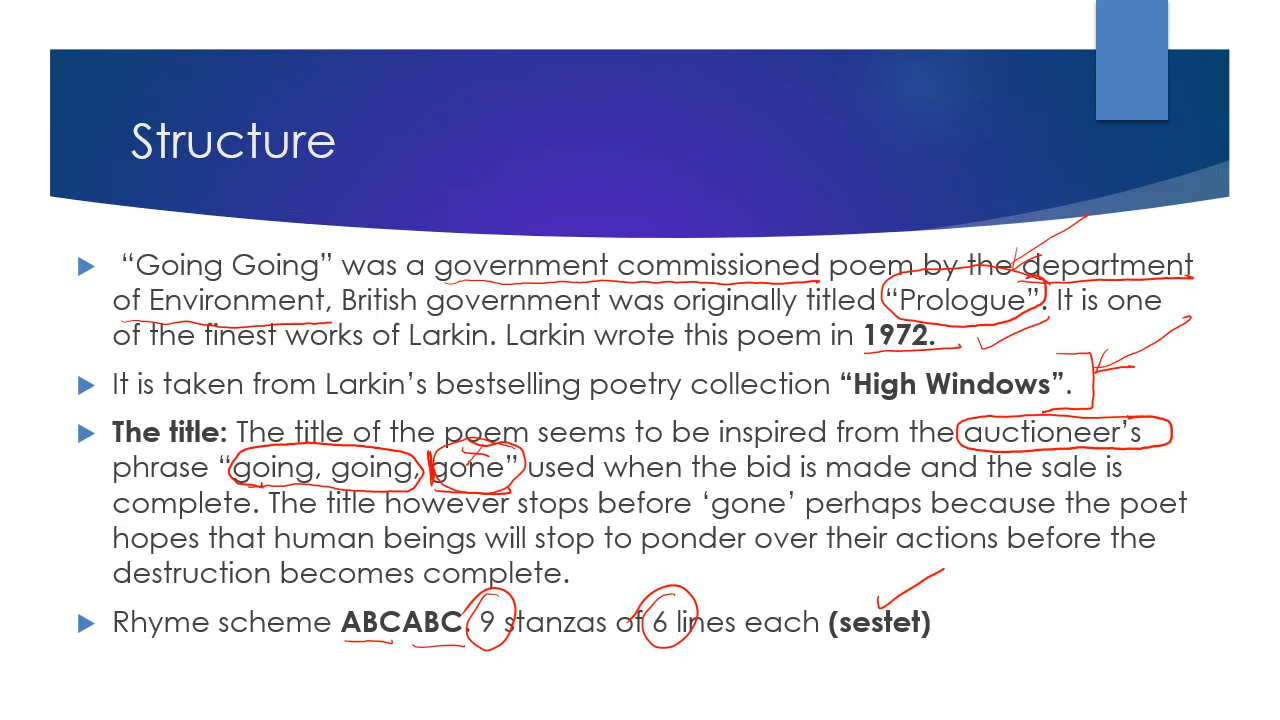 Structure
“Going Going” was a government commissioned poem by the department
of Environment, British government was originally titled “Prologue”. It is one
of the finest works of Larkin. Larkin wrote this poem in 1972.
It is taken from Larkin’s bestselling poetry collection “High Windows”.
The title: The title of the poem seems to be inspired from the auctioneer’s
phrase “going, going, gone” used when the bid is made and the sale is
complete. The title however stops before ‘gone’ perhaps because the poet
hopes that human beings will stop to ponder over their actions before the
destruction becomes complete.
Rhyme scheme ABCABC. 9 stanzas of 6 lines each (sestet)